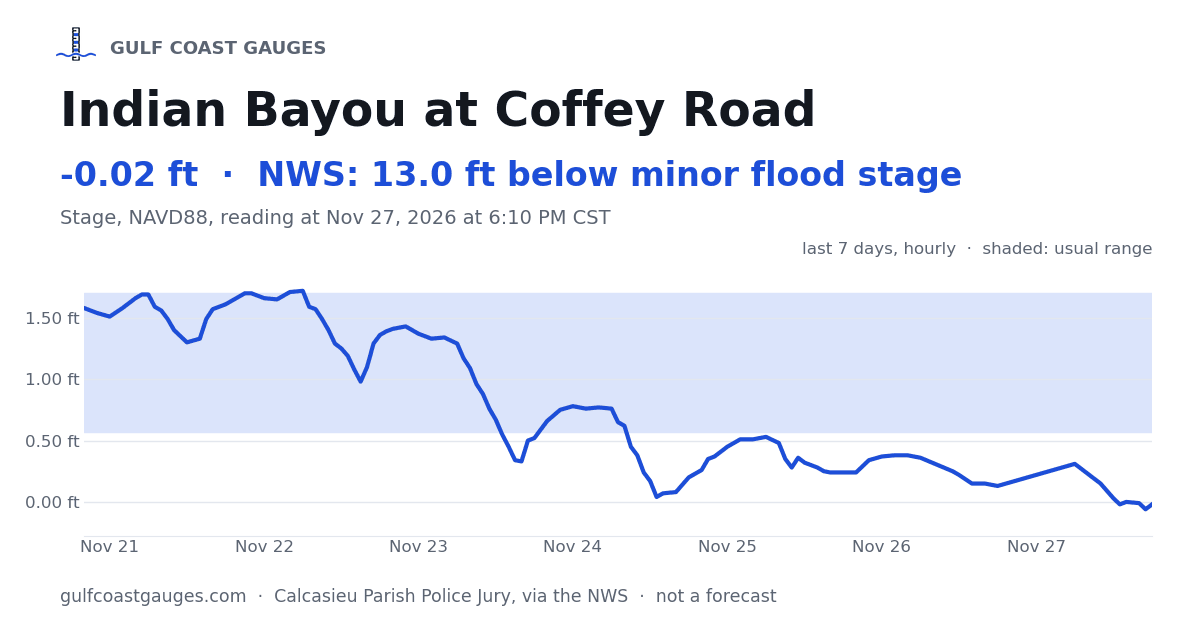 GULF COAST GAUGES
Indian Bayou at Coffey Road
-0.02 ft · NWS: 13.0 ft below minor flood stage
Stage, NAVD88, reading at Nov 27, 2026 at 6:10 PM CST
last 7 days, hourly · shaded: usual range
1.50 ft
1.00 ft
0.50 ft
0.00 ft
Nov 21 Nov 22 Nov 23 Nov 24 Nov 25 Nov 26 Nov 27
gulfcoastgauges.com · Calcasieu Parish Police Jury, via the NWS · not a forecast